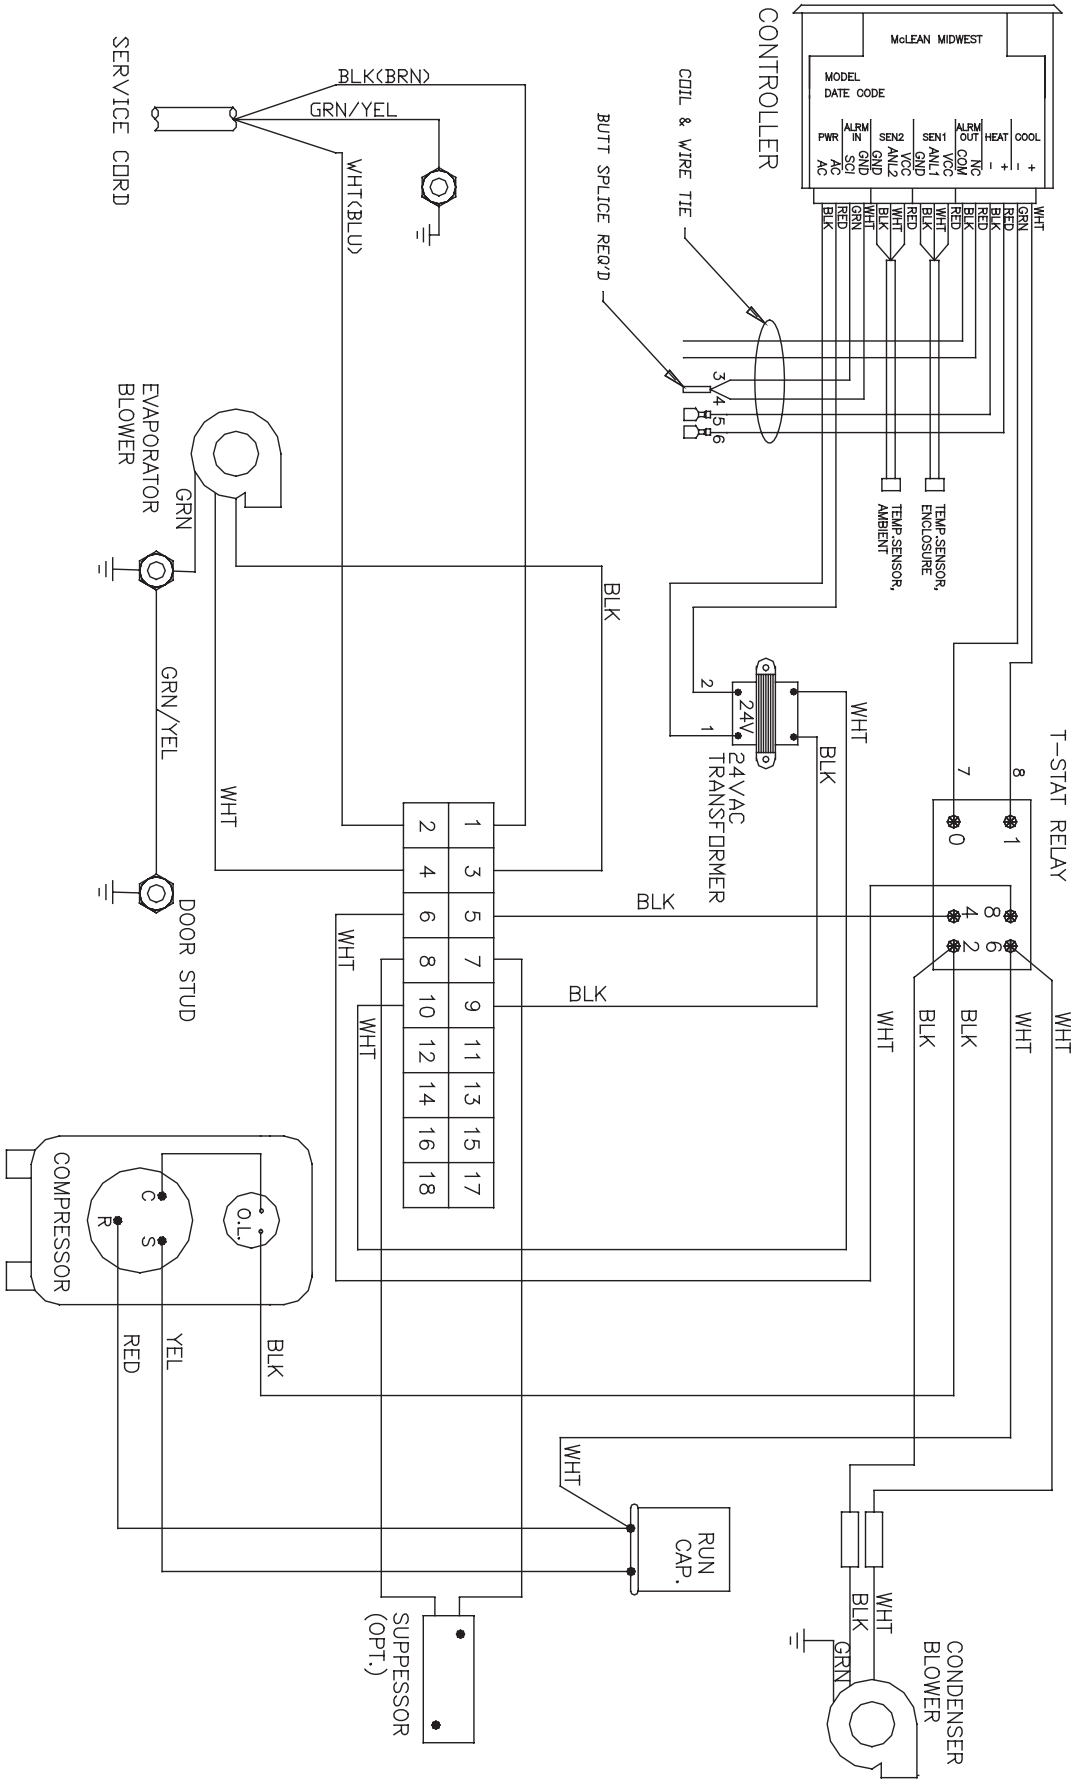 CONTROLLER
McLEAN MIDWEST
MODEL
DATE CODE
PWR
ALRM
IN
SEN2
SEN1
ALRM
OUT
HEAT
COOL
AC
AC
SCI
GND
GND
ANL2
VCC
GND
ANL1
VCC
COM
NC
-
+
-
+
BLK
RED
GRN
WHT
BLK
WHT
RED
BLK
WHT
RED
BLK
RED
BLK
RED
GRN
WHT
COIL & WIRE TIE
BUTT SPLICE REQ'D
3
4
5
6
TEMP.SENSOR,
AMBIENT
TEMP.SENSOR,
ENCLOSURE
SERVICE CORD
BLK(BRN)
GRN/YEL
WHT(BLU)
EVAPORATOR
BLOWER
GRN
BLK
WHT
GRN/YEL
DOOR STUD
2
1
24V
24VAC
TRANSFORMER
WHT
BLK
T-STAT RELAY
7
8
0
1
4
8
2
6
BLK
BLK
WHT
WHT
WHT
BLK
BLK
WHT
WHT
2
1
4
3
6
5
8
7
10
9
12
11
14
13
16
15
18
17
COMPRESSOR
C
R
S
O.L.
RED
YEL
BLK
WHT
RUN
CAP.
SUPPESSOR
(OPT.)
WHT
BLK
GRN
CONDENSER
BLOWER